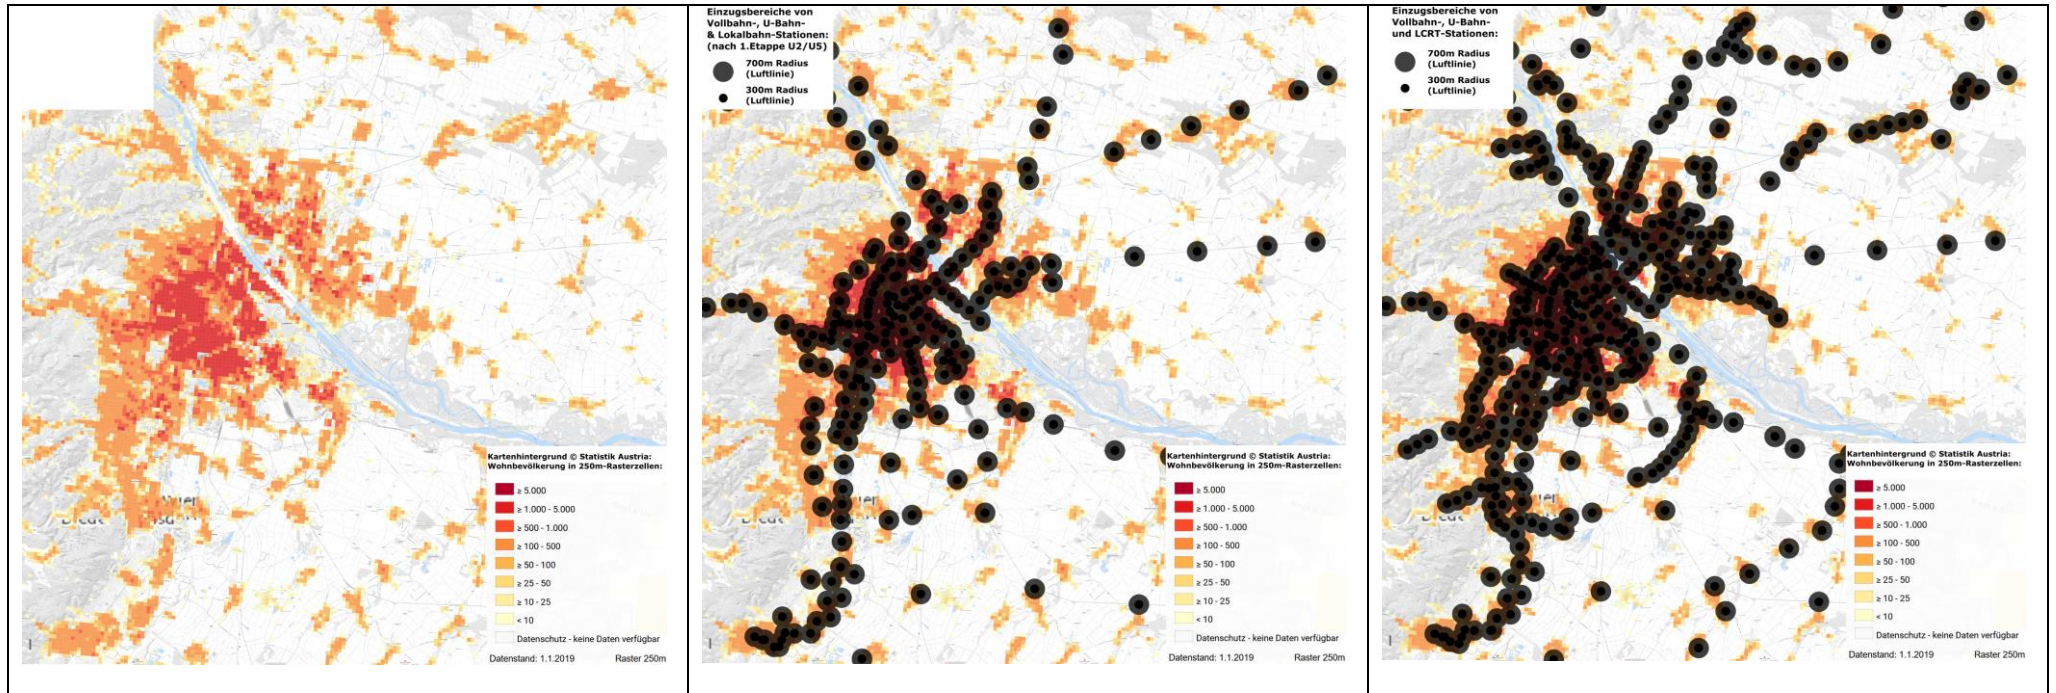 Kartenhintergrund © Statistik Austria:
Wohnbevölkerung in 250m-Rasterzellen:
≥ 5.000
≥ 1.000 - 5.000
≥ 500 - 1.000
≥ 100 - 500
≥ 50 - 100
≥ 25 - 50
≥ 10 - 25
< 10
Datenschutz - keine Daten verfügbar
Datenstand: 1.1.2019 Raster 250m
Einzugsbereiche von
Vollbahn-, U-Bahn-
& Lokalbahn-Stationen:
(nach 1.Etappe U2/U5)
700m Radius
(Luftlinie)
300m Radius
(Luftlinie)
Kartenhintergrund © Statistik Austria:
Wohnbevölkerung in 250m-Rasterzellen:
≥ 5.000
≥ 1.000 - 5.000
≥ 500 - 1.000
≥ 100 - 500
≥ 50 - 100
≥ 25 - 50
≥ 10 - 25
< 10
Datenschutz - keine Daten verfügbar
Datenstand: 1.1.2019 Raster 250m
Einzugsbereiche von
Vollbahn-, U-Bahn-
und LCRT-Stationen:
700m Radius
(Luftlinie)
300m Radius
(Luftlinie)
Kartenhintergrund © Statistik Austria:
Wohnbevölkerung in 250m-Rasterzellen:
≥ 5.000
≥ 1.000 - 5.000
≥ 500 - 1.000
≥ 100 - 500
≥ 50 - 100
≥ 25 - 50
≥ 10 - 25
< 10
Datenschutz - keine Daten verfügbar
Datenstand: 1.1.2019 Raster 250m